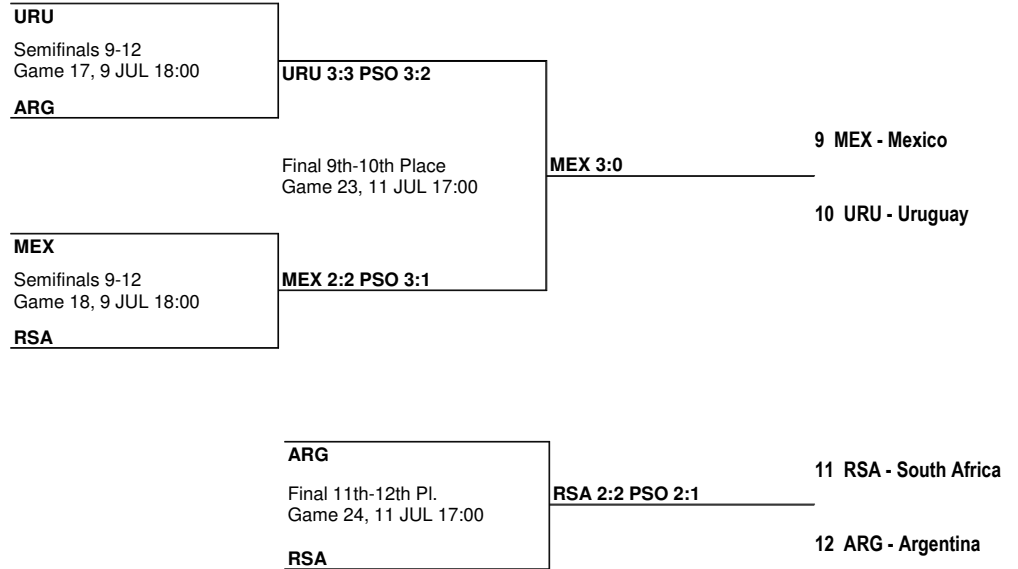 URU
Semifinals 9-12
Game 17, 9 JUL 18:00
URU 3:3 PSO 3:2
ARG
9 MEX - Mexico
Final 9th-10th Place
Game 23, 11 JUL 17:00
MEX 3:0
10 URU - Uruguay
MEX
Semifinals 9-12
Game 18, 9 JUL 18:00
MEX 2:2 PSO 3:1
RSA
ARG
11 RSA - South Africa
Final 11th-12th Pl.
Game 24, 11 JUL 17:00
RSA 2:2 PSO 2:1
12 ARG - Argentina
RSA